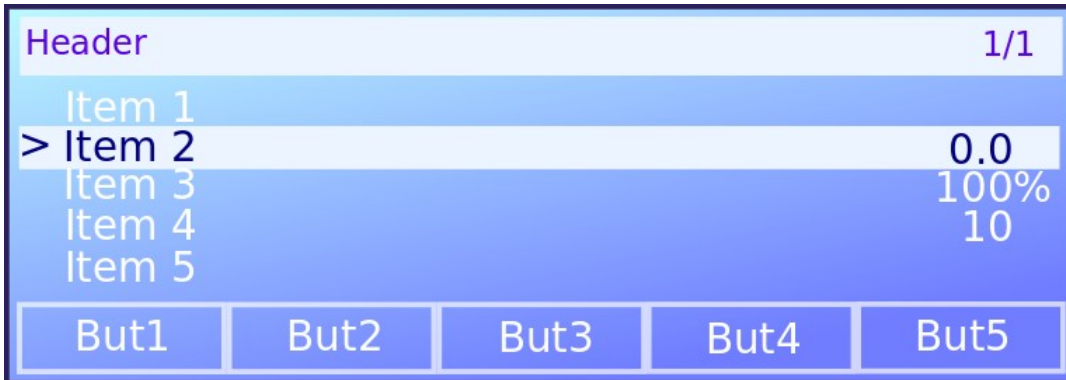 Header 1/1
Item 1
> Item 2 0.0
Item 3 100%
Item 4 10
Item 5
But1 But2 But3 But4 But5